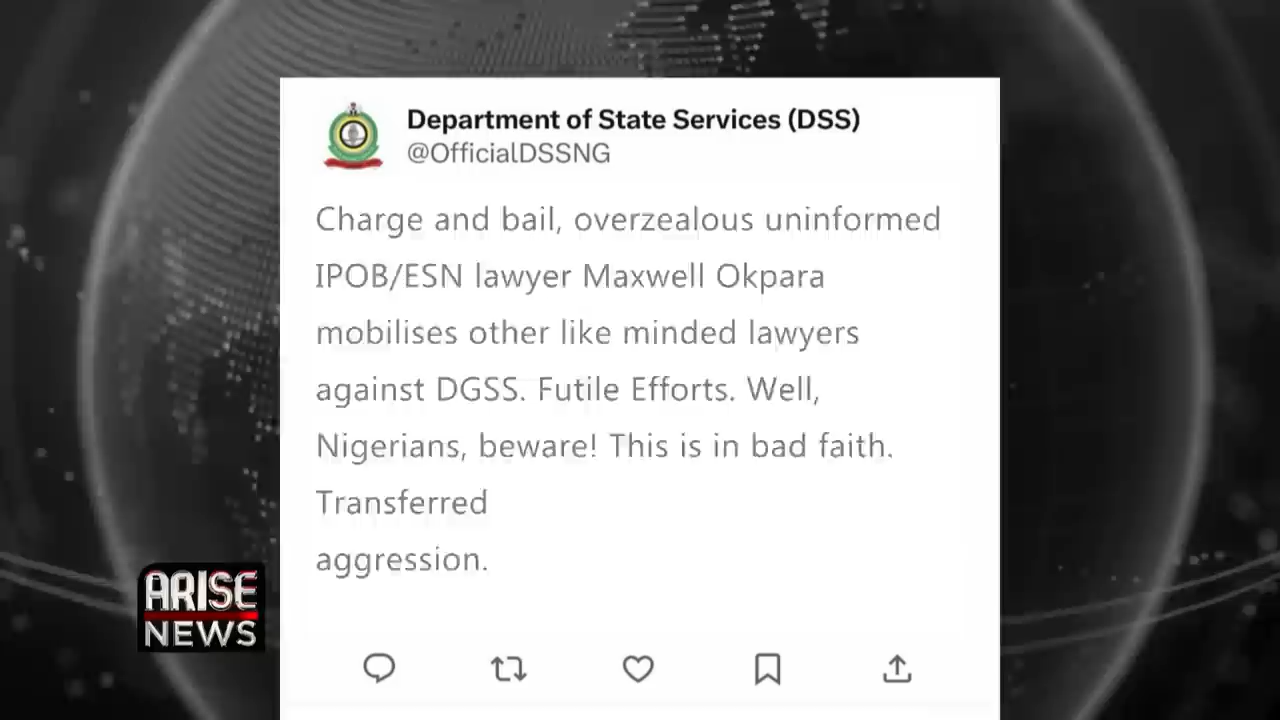 Department of State Services (DSS)
@OfficialDSSNG
Charge and bail, overzealous uninformed
IPOB/ESN lawyer Maxwell Okpara
mobilises other like minded lawyers
against DGSS. Futile Efforts. Well,
Nigerians, beware! This is in bad faith.
Transferred
aggression.
ARISE
NEWS